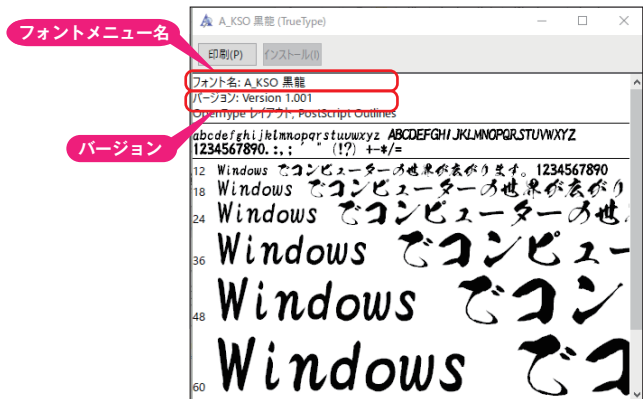 フォントメニュー名
バージョン
A_KSO 黒龍 (TrueType)
印刷(P)
インストール(I)
フォント名: A_KSO 黒龍
バージョン: Version 1.001
OpenType レイアウト, PostScript Outlines
abcdefghijklmnopqrstuvwxyz ABCDEFGHIJKLMNOPQRSTUVWXYZ
1234567890.:,; ' " (!?) +-*/=
12 Windows でコンピューターの世界が広がります。 1234567890
18 Windows でコンピューターの世界が広がり
24 Windows でコンピューターの世
36 Windows でコンピュー
48 Windows でコン
60 Windows でコ